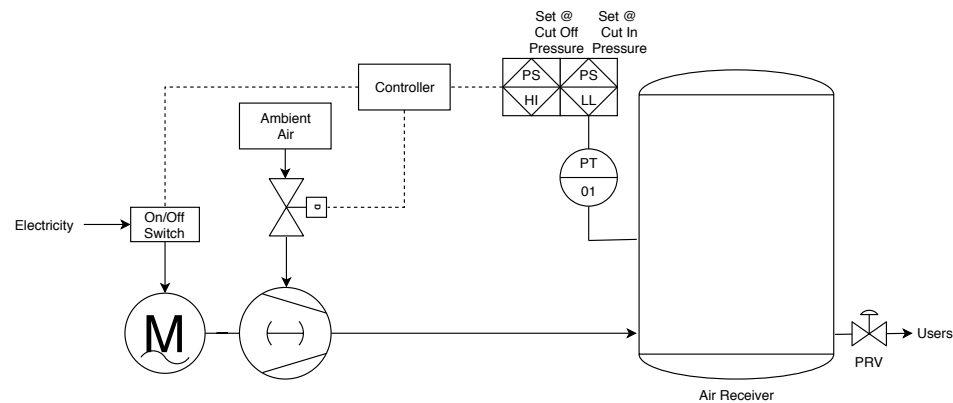 Set @
Cut Off
Pressure
Set @
Cut In
Pressure
PS
PS
HI
LL
Controller
Ambient
Air
PT
01
D
Electricity
On/Off
Switch
M
Users
PRV
Air Receiver